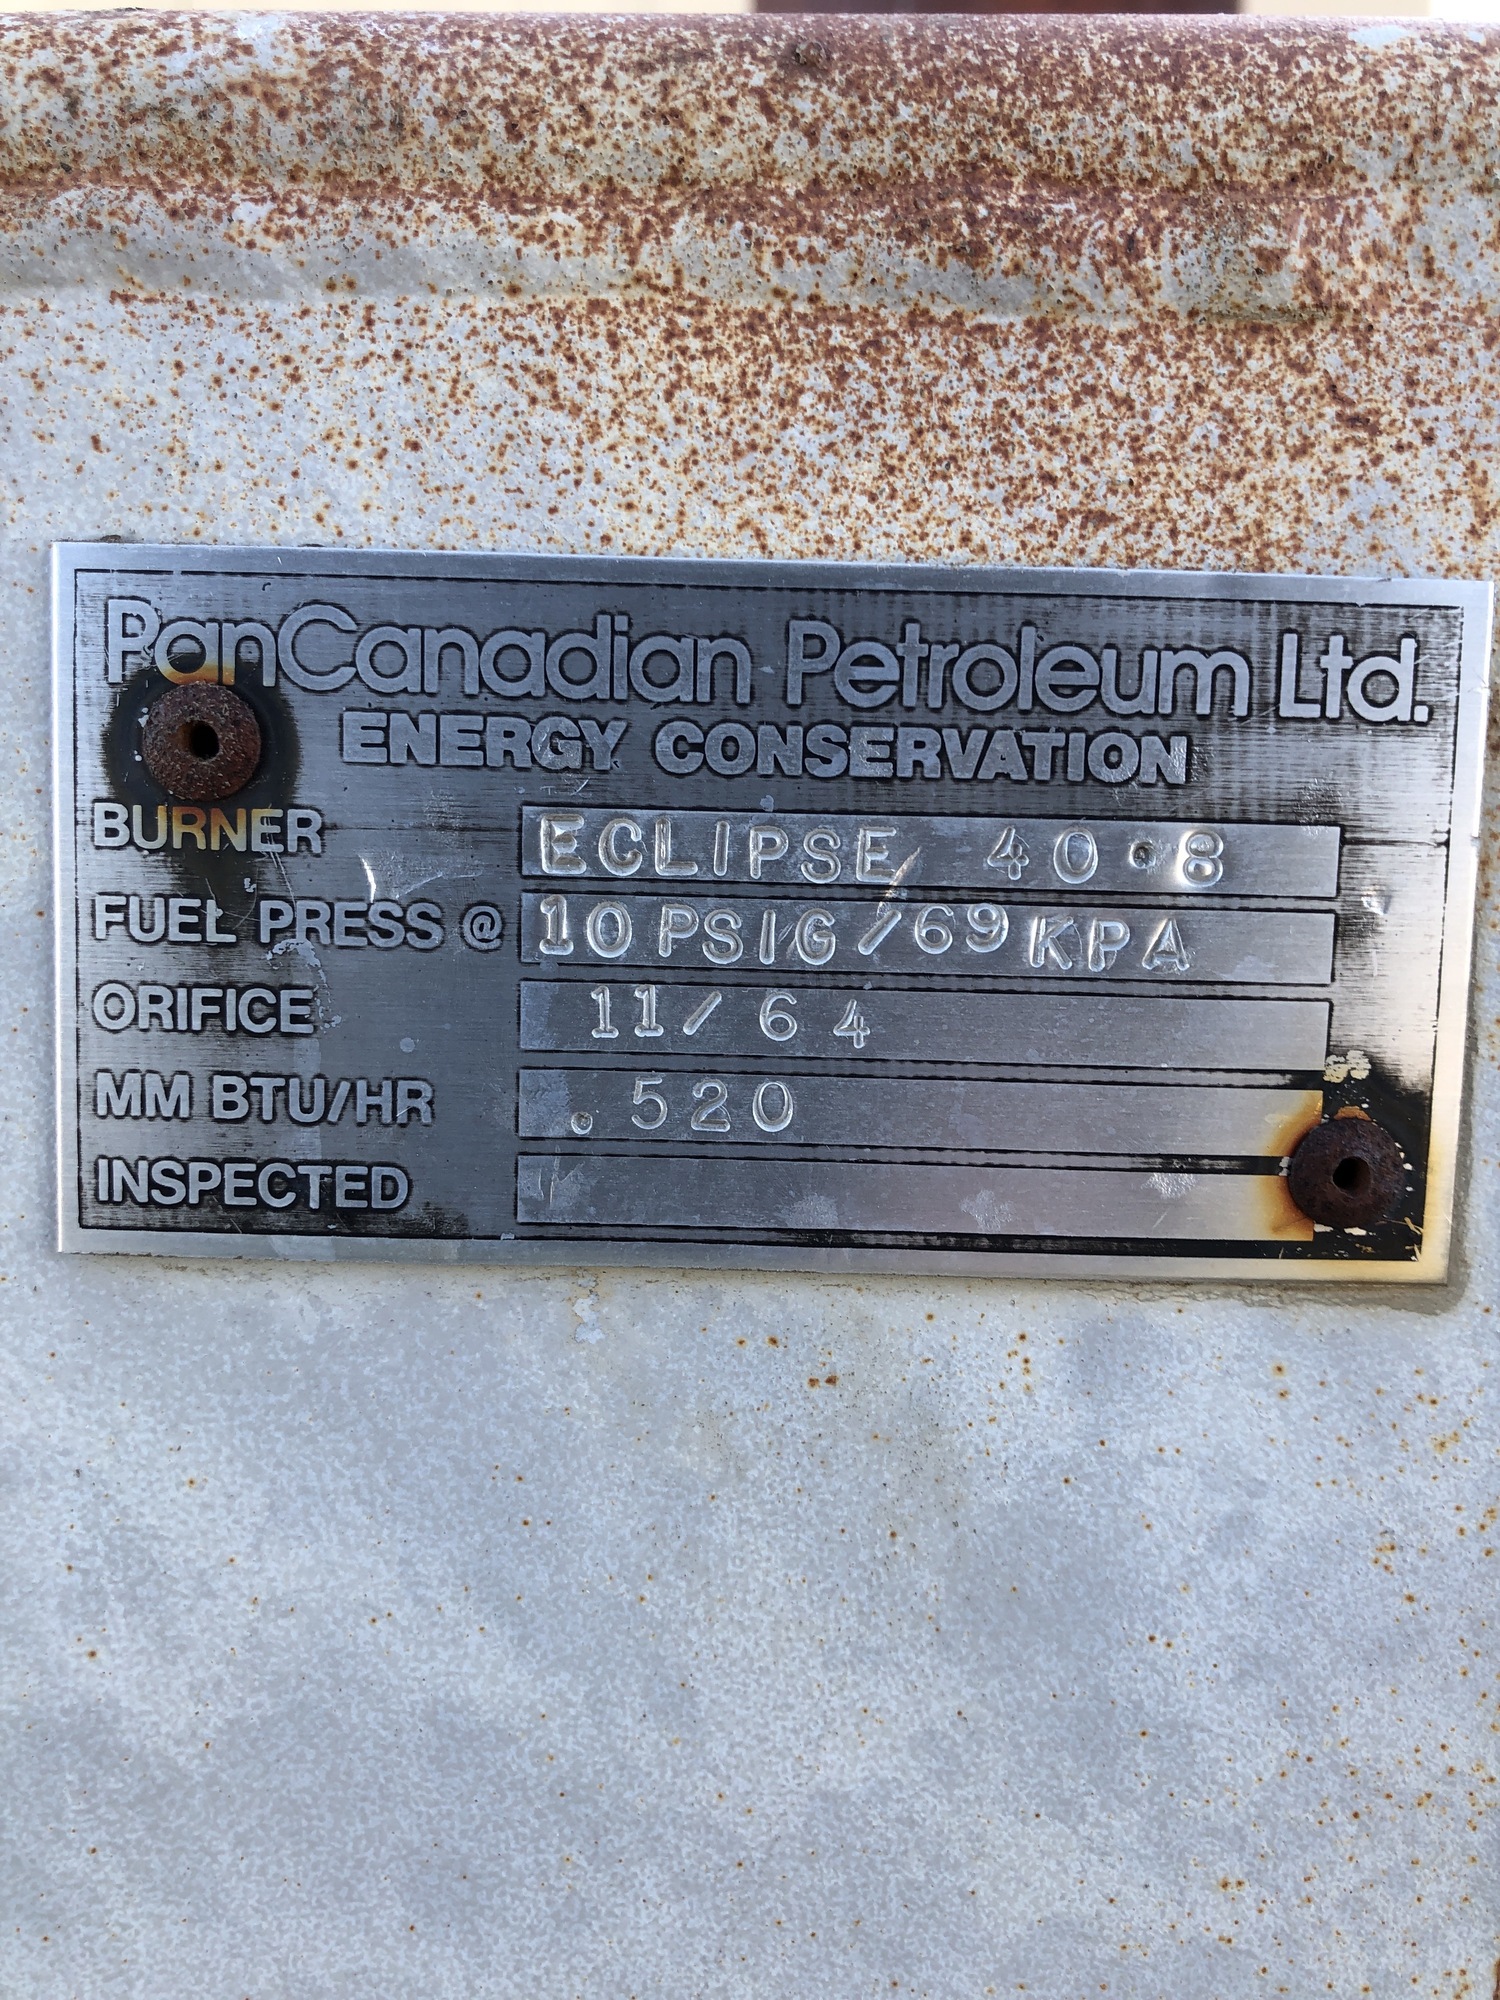 PanCanadian Petroleum Ltd.
ENERGY CONSERVATION
BURNER ECLIPSE 40·8
FUEL PRESS @ 10 PSIG/69 KPA
ORIFICE 11/64
MM BTU/HR .520
INSPECTED